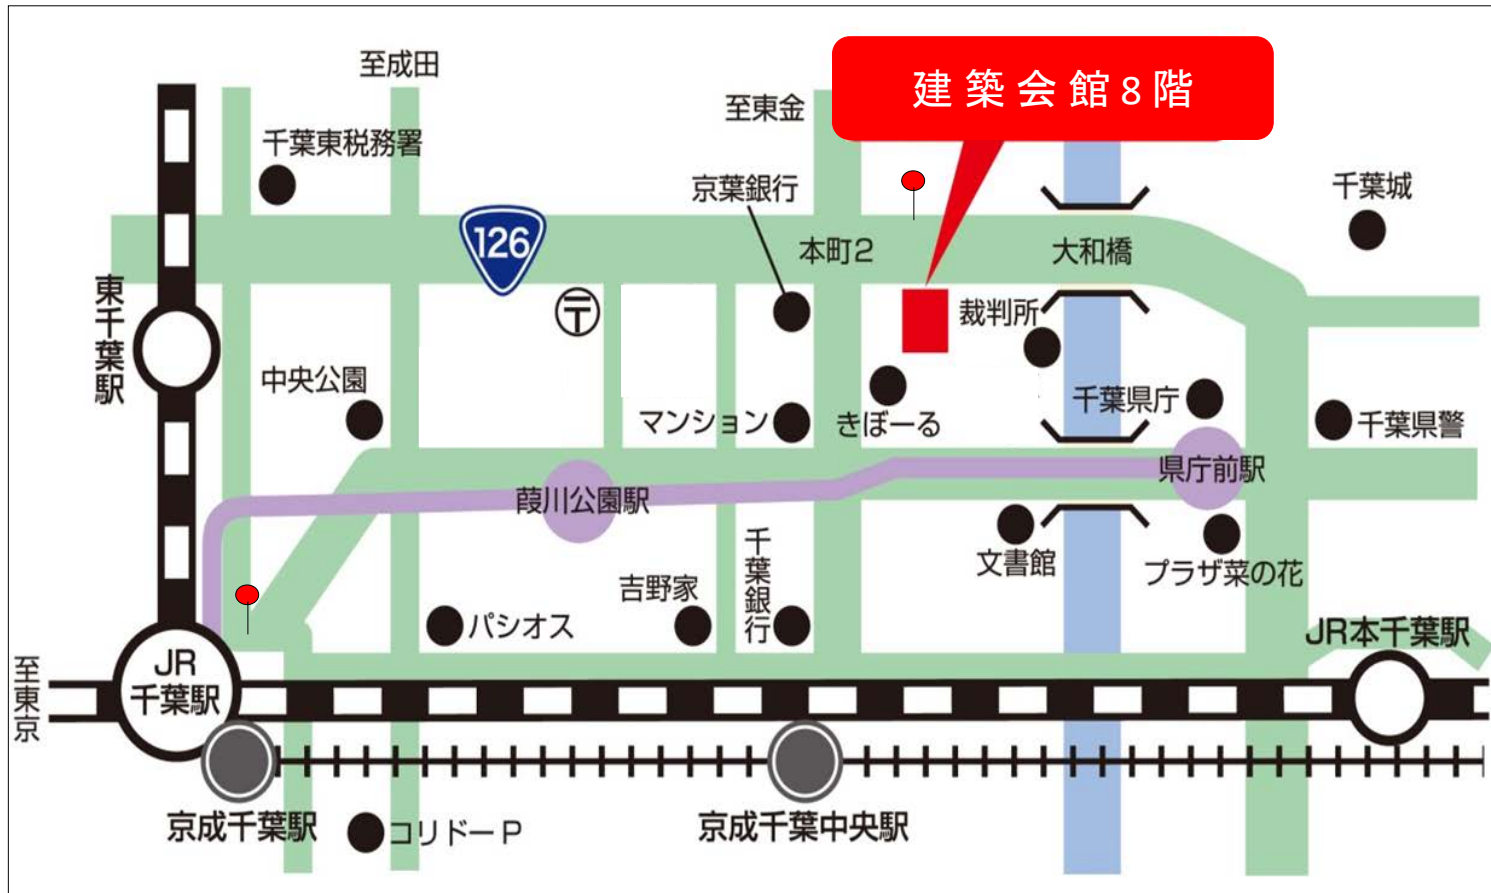 至成田
建築会館8階
至東金
千葉東税務署
京葉銀行
千葉城
126
本町2
大和橋
東千葉駅
〒
裁判所
中央公園
マンション
きぼーる
千葉県庁
千葉県警
葭川公園駅
県庁前駅
千葉銀行
文書館
プラザ菜の花
吉野家
パシオス
JR本千葉駅
至東京
JR
千葉駅
京成千葉駅
コリドーP
京成千葉中央駅